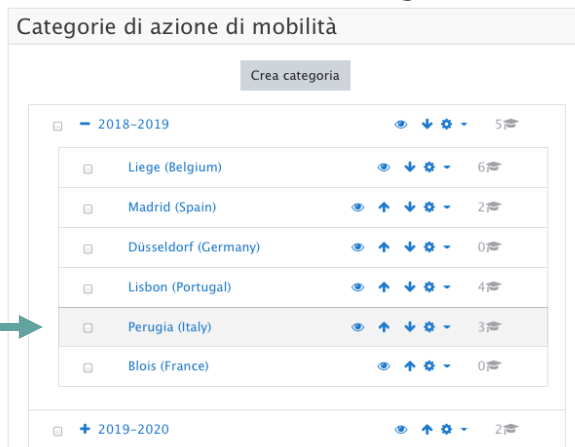 Categorie di azione di mobilità
Crea categoria
2018-2019 5
Liege (Belgium) 6
Madrid (Spain) 2
Düsseldorf (Germany) 0
Lisbon (Portugal) 4
Perugia (Italy) 3
Blois (France) 0
2019-2020 2